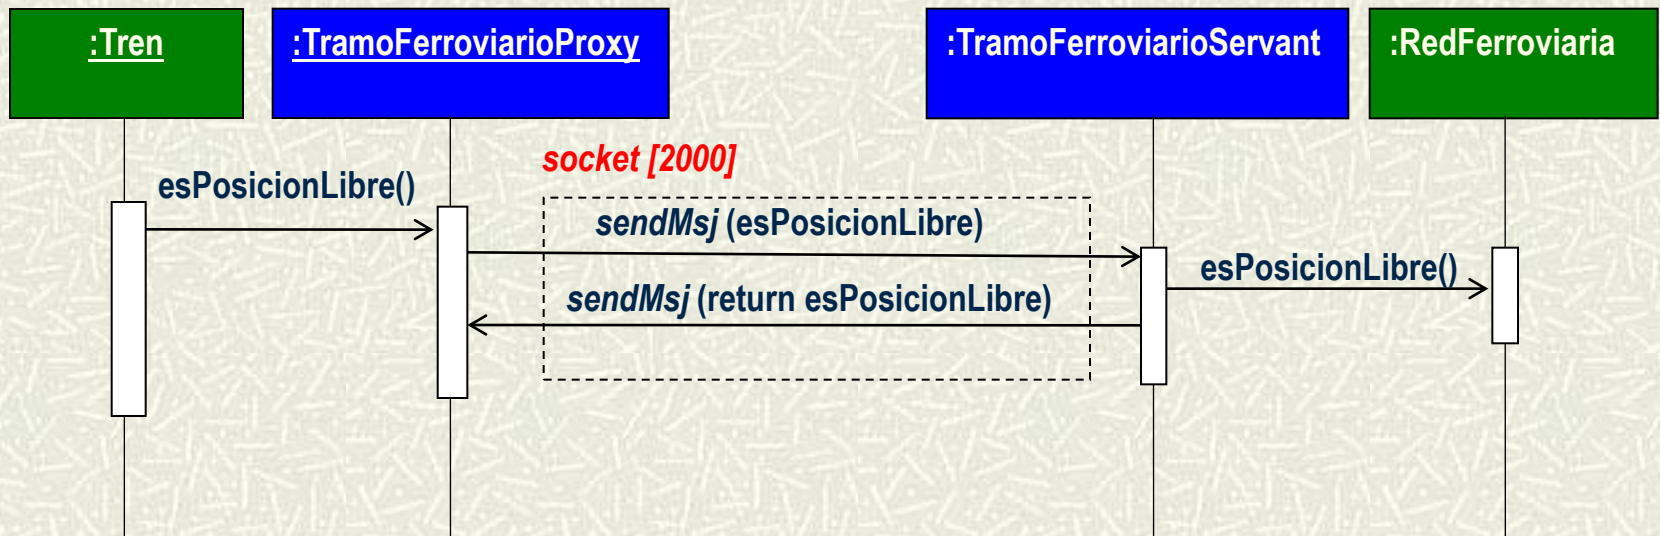 :Tren
:TramoFerroviarioProxy
:TramoFerroviarioServant
:RedFerroviaria
socket [2000]
esPosicionLibre()
sendMsj (esPosicionLibre)
esPosicionLibre()
sendMsj (return esPosicionLibre)